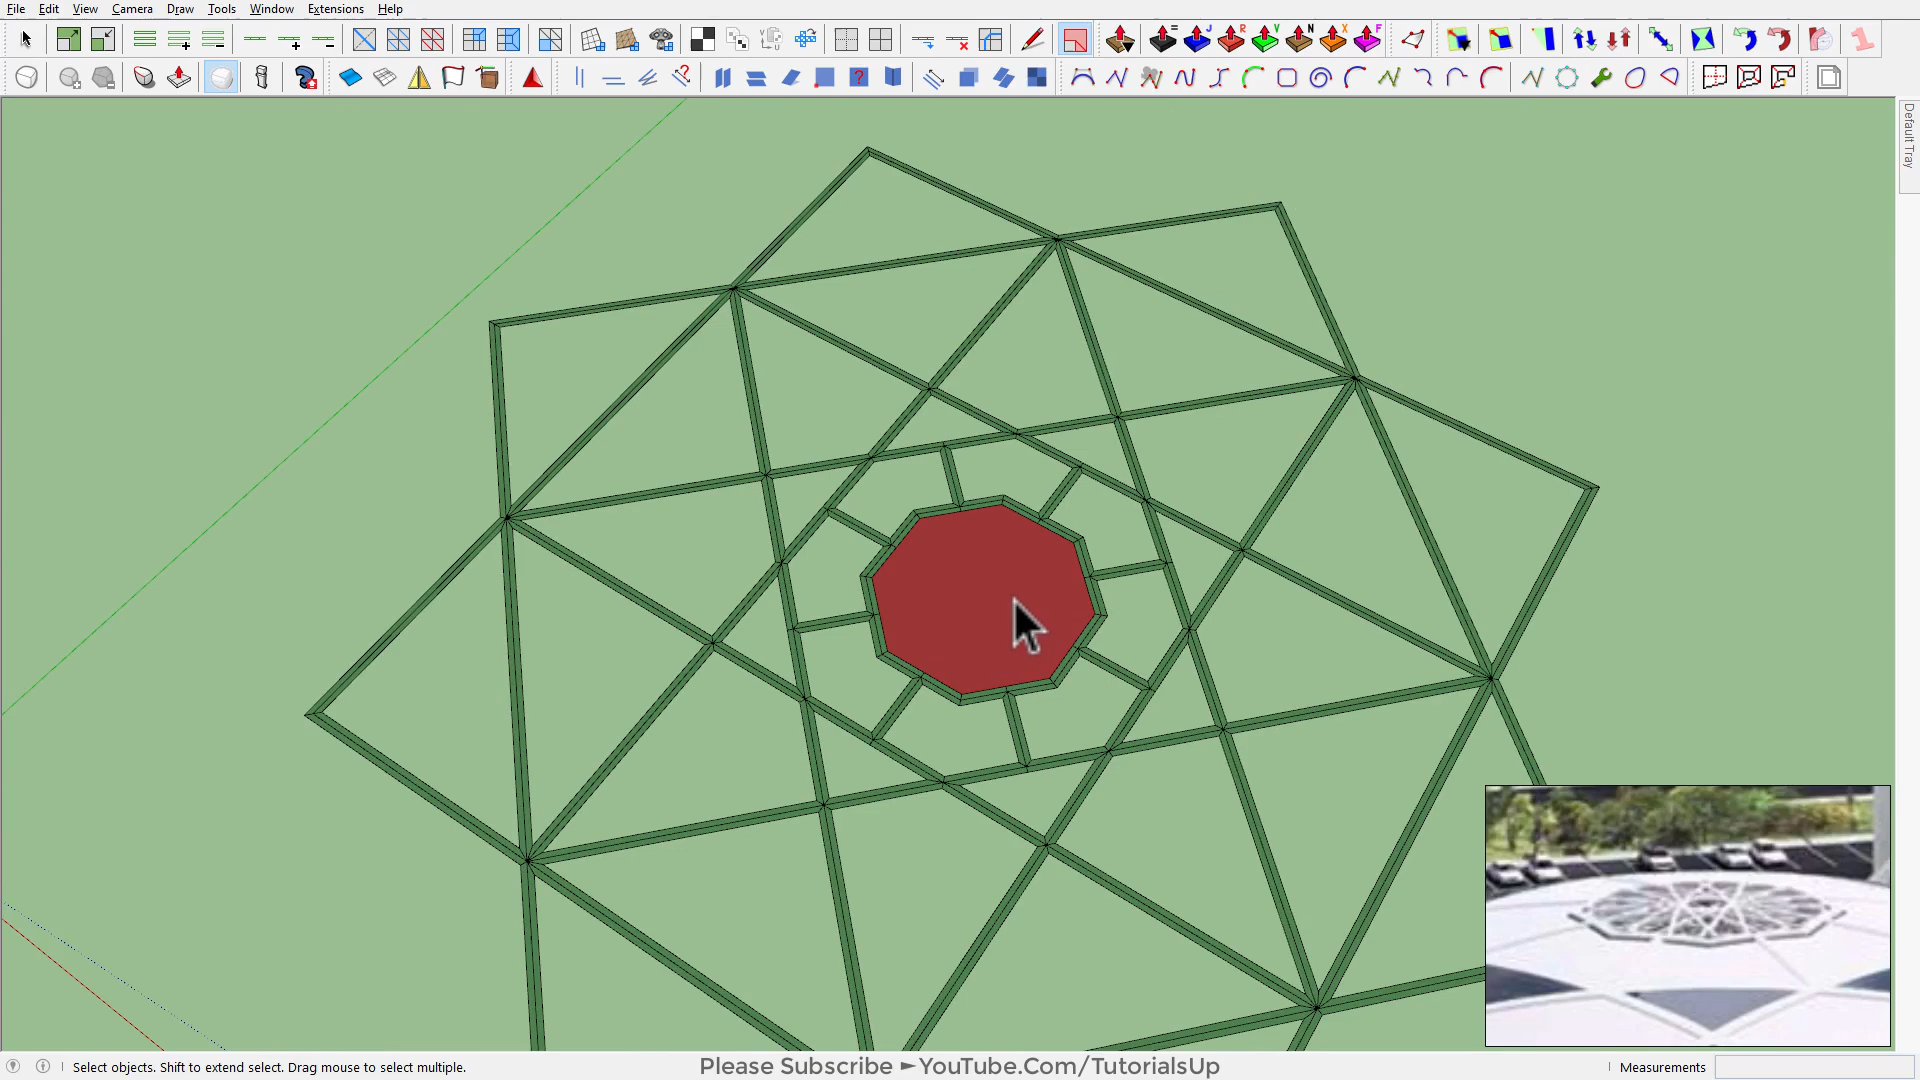 File Edit View Camera Draw Tools Window Extensions Help
Default Tray
Select objects. Shift to extend select. Drag mouse to select multiple.
Please Subscribe ►YouTube.Com/TutorialsUp
Measurements